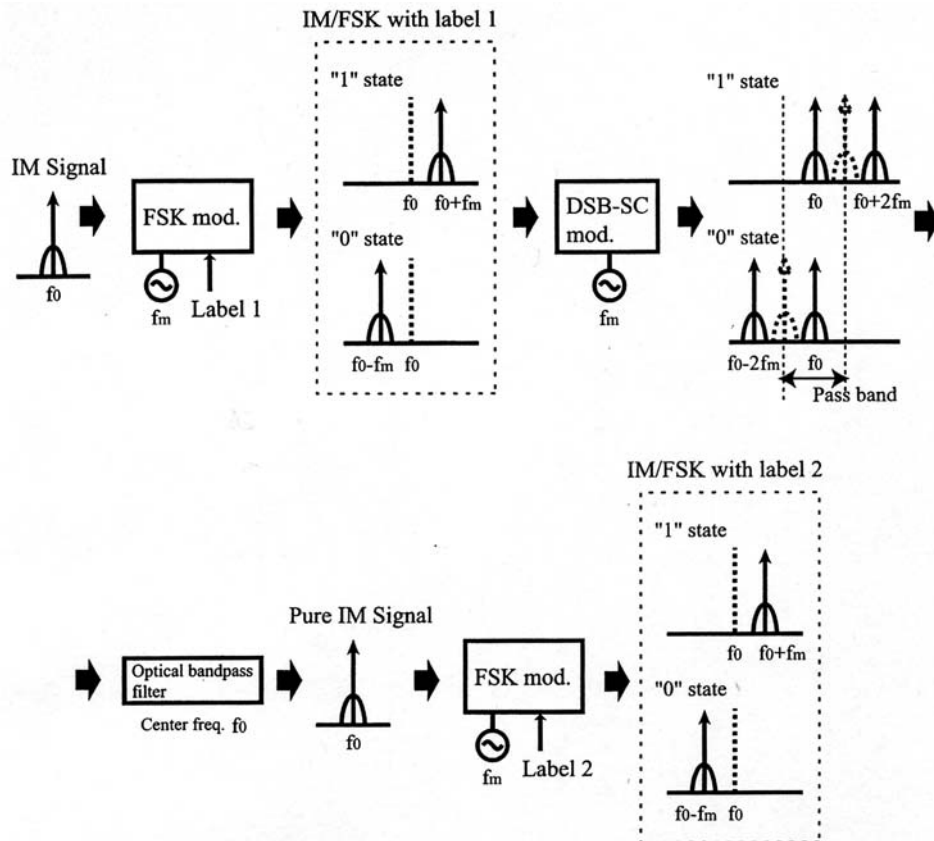 IM/FSK with label 1
"1" state
f0
f0+fm
"0" state
f0-fm
f0
IM Signal
f0
FSK mod.
fm
Label 1
DSB-SC
mod.
fm
"1" state
f0
f0+2fm
"0" state
f0-2fm
f0
Pass band
Optical bandpass
filter
Center freq. f0
Pure IM Signal
f0
FSK mod.
fm
Label 2
IM/FSK with label 2
"1" state
f0
f0+fm
"0" state
f0-fm
f0